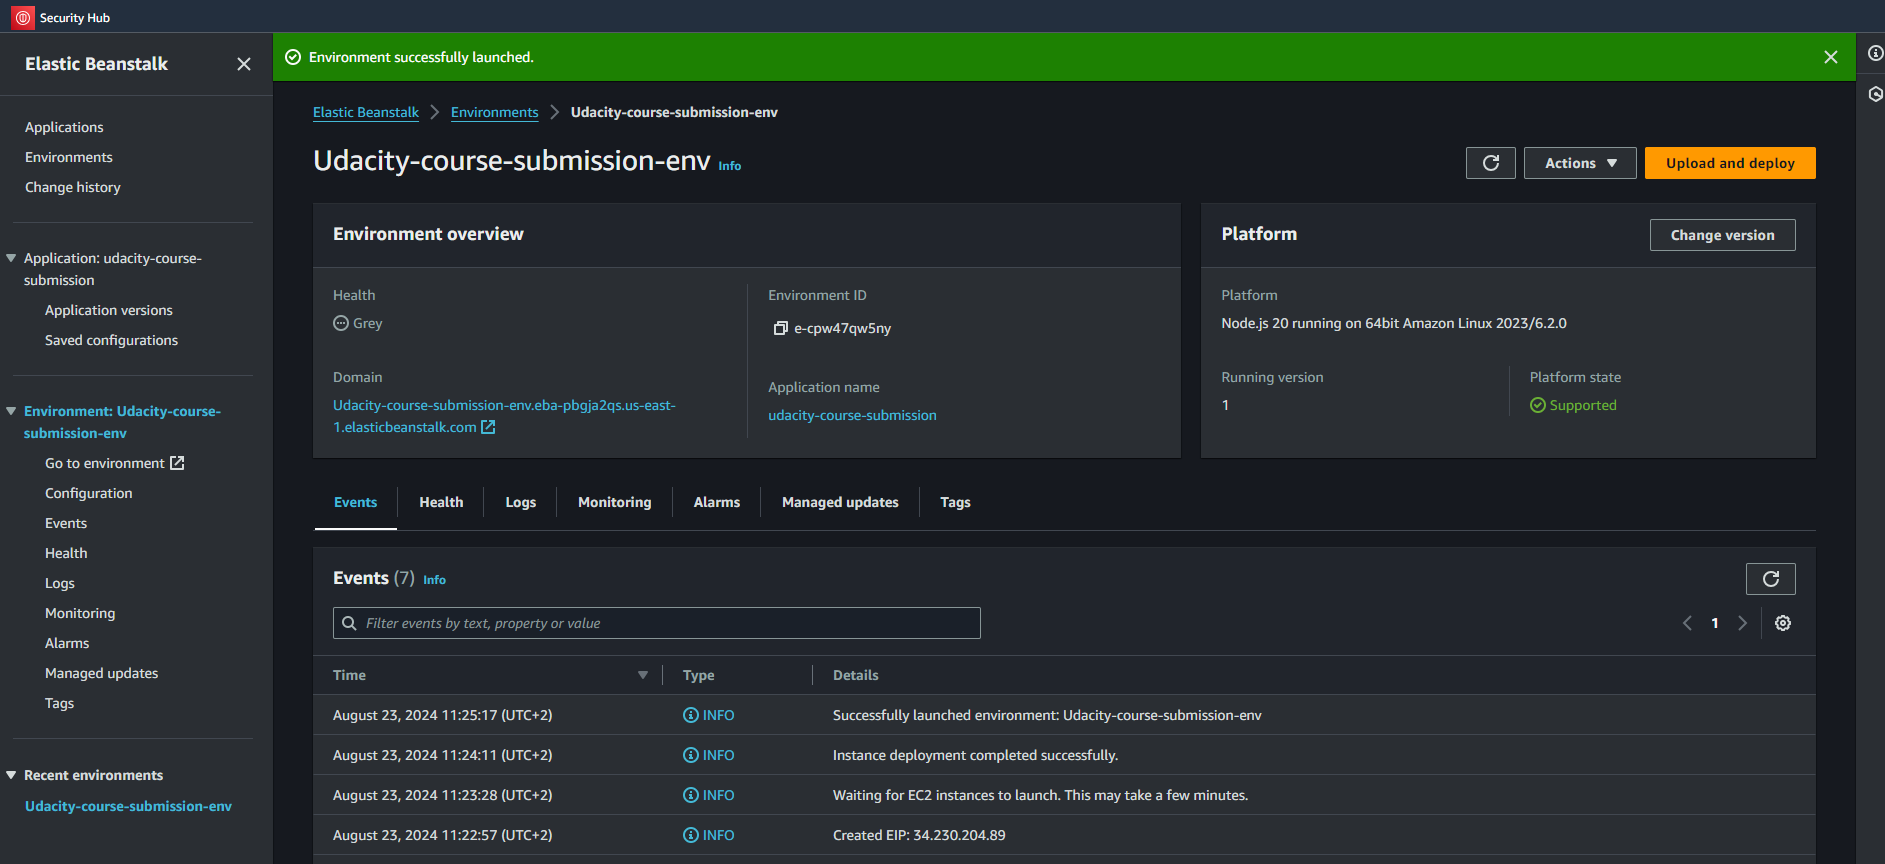 Security Hub
Elastic Beanstalk
Applications
Environments
Change history
Application: udacity-course-
submission
Application versions
Saved configurations
Environment: Udacity-course-
submission-env
Go to environment
Configuration
Events
Health
Logs
Monitoring
Alarms
Managed updates
Tags
Recent environments
Udacity-course-submission-env
Environment successfully launched.
Elastic Beanstalk Environments Udacity-course-submission-env
Udacity-course-submission-env Info
Actions Upload and deploy
Environment overview
Health
Grey
Domain
Udacity-course-submission-env.eba-pbgja2qs.us-east-
1.elasticbeanstalk.com
Environment ID
e-cpw47qw5ny
Application name
udacity-course-submission
Platform Change version
Platform
Node.js 20 running on 64bit Amazon Linux 2023/6.2.0
Running version
1
Platform state
Supported
Events Health Logs Monitoring Alarms Managed updates Tags
Events (7) Info
Filter events by text, property or value
1
Time Type Details
August 23, 2024 11:25:17 (UTC+2) INFO Successfully launched environment: Udacity-course-submission-env
August 23, 2024 11:24:11 (UTC+2) INFO Instance deployment completed successfully.
August 23, 2024 11:23:28 (UTC+2) INFO Waiting for EC2 instances to launch. This may take a few minutes.
August 23, 2024 11:22:57 (UTC+2) INFO Created EIP: 34.230.204.89